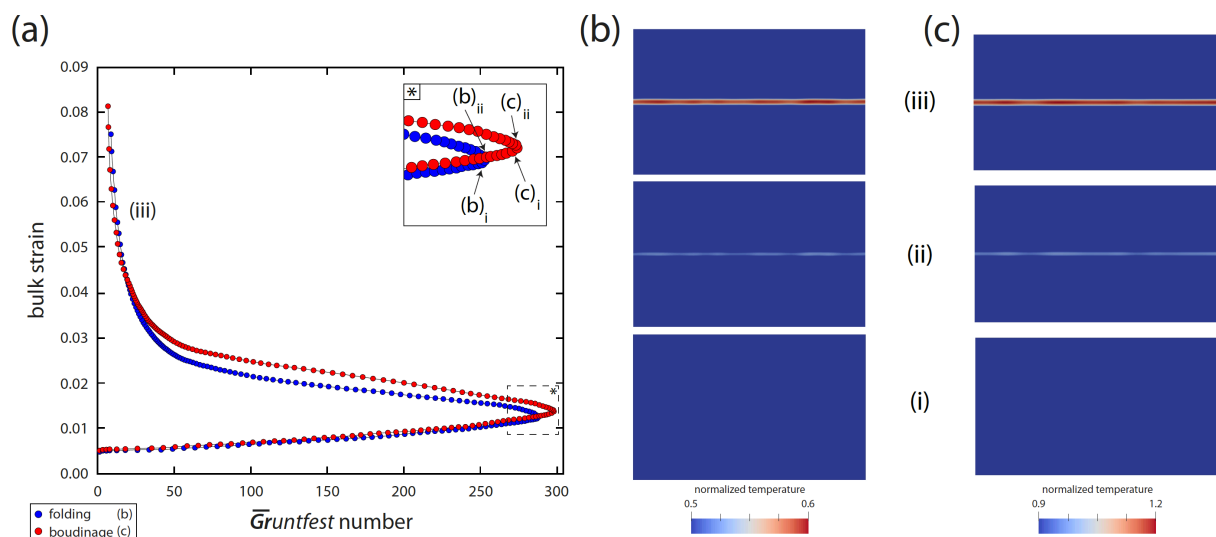 (a)
0.09
0.08
0.07
0.06
0.05
0.04
0.03
0.02
0.01
0.00
bulk strain
0 50 100 150 200 250 300
Gruntfest number
(iii)
*
(b)ii
(c)ii
(b)i
(c)i
*
folding (b)
boudinage (c)
(b)
(c)
(iii)
(ii)
(i)
normalized temperature
0.5 0.6
normalized temperature
0.9 1.2